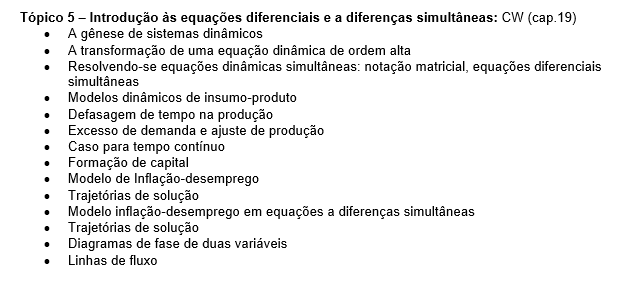 Tópico 5 – Introdução às equações diferenciais e a diferenças simultâneas: CW (cap.19)
• A gênese de sistemas dinâmicos
• A transformação de uma equação dinâmica de ordem alta
• Resolvendo-se equações dinâmicas simultâneas: notação matricial, equações diferenciais
simultâneas
• Modelos dinâmicos de insumo-produto
• Defasagem de tempo na produção
• Excesso de demanda e ajuste de produção
• Caso para tempo contínuo
• Formação de capital
• Modelo de Inflação-desemprego
• Trajetórias de solução
• Modelo inflação-desemprego em equações a diferenças simultâneas
• Trajetórias de solução
• Diagramas de fase de duas variáveis
• Linhas de fluxo